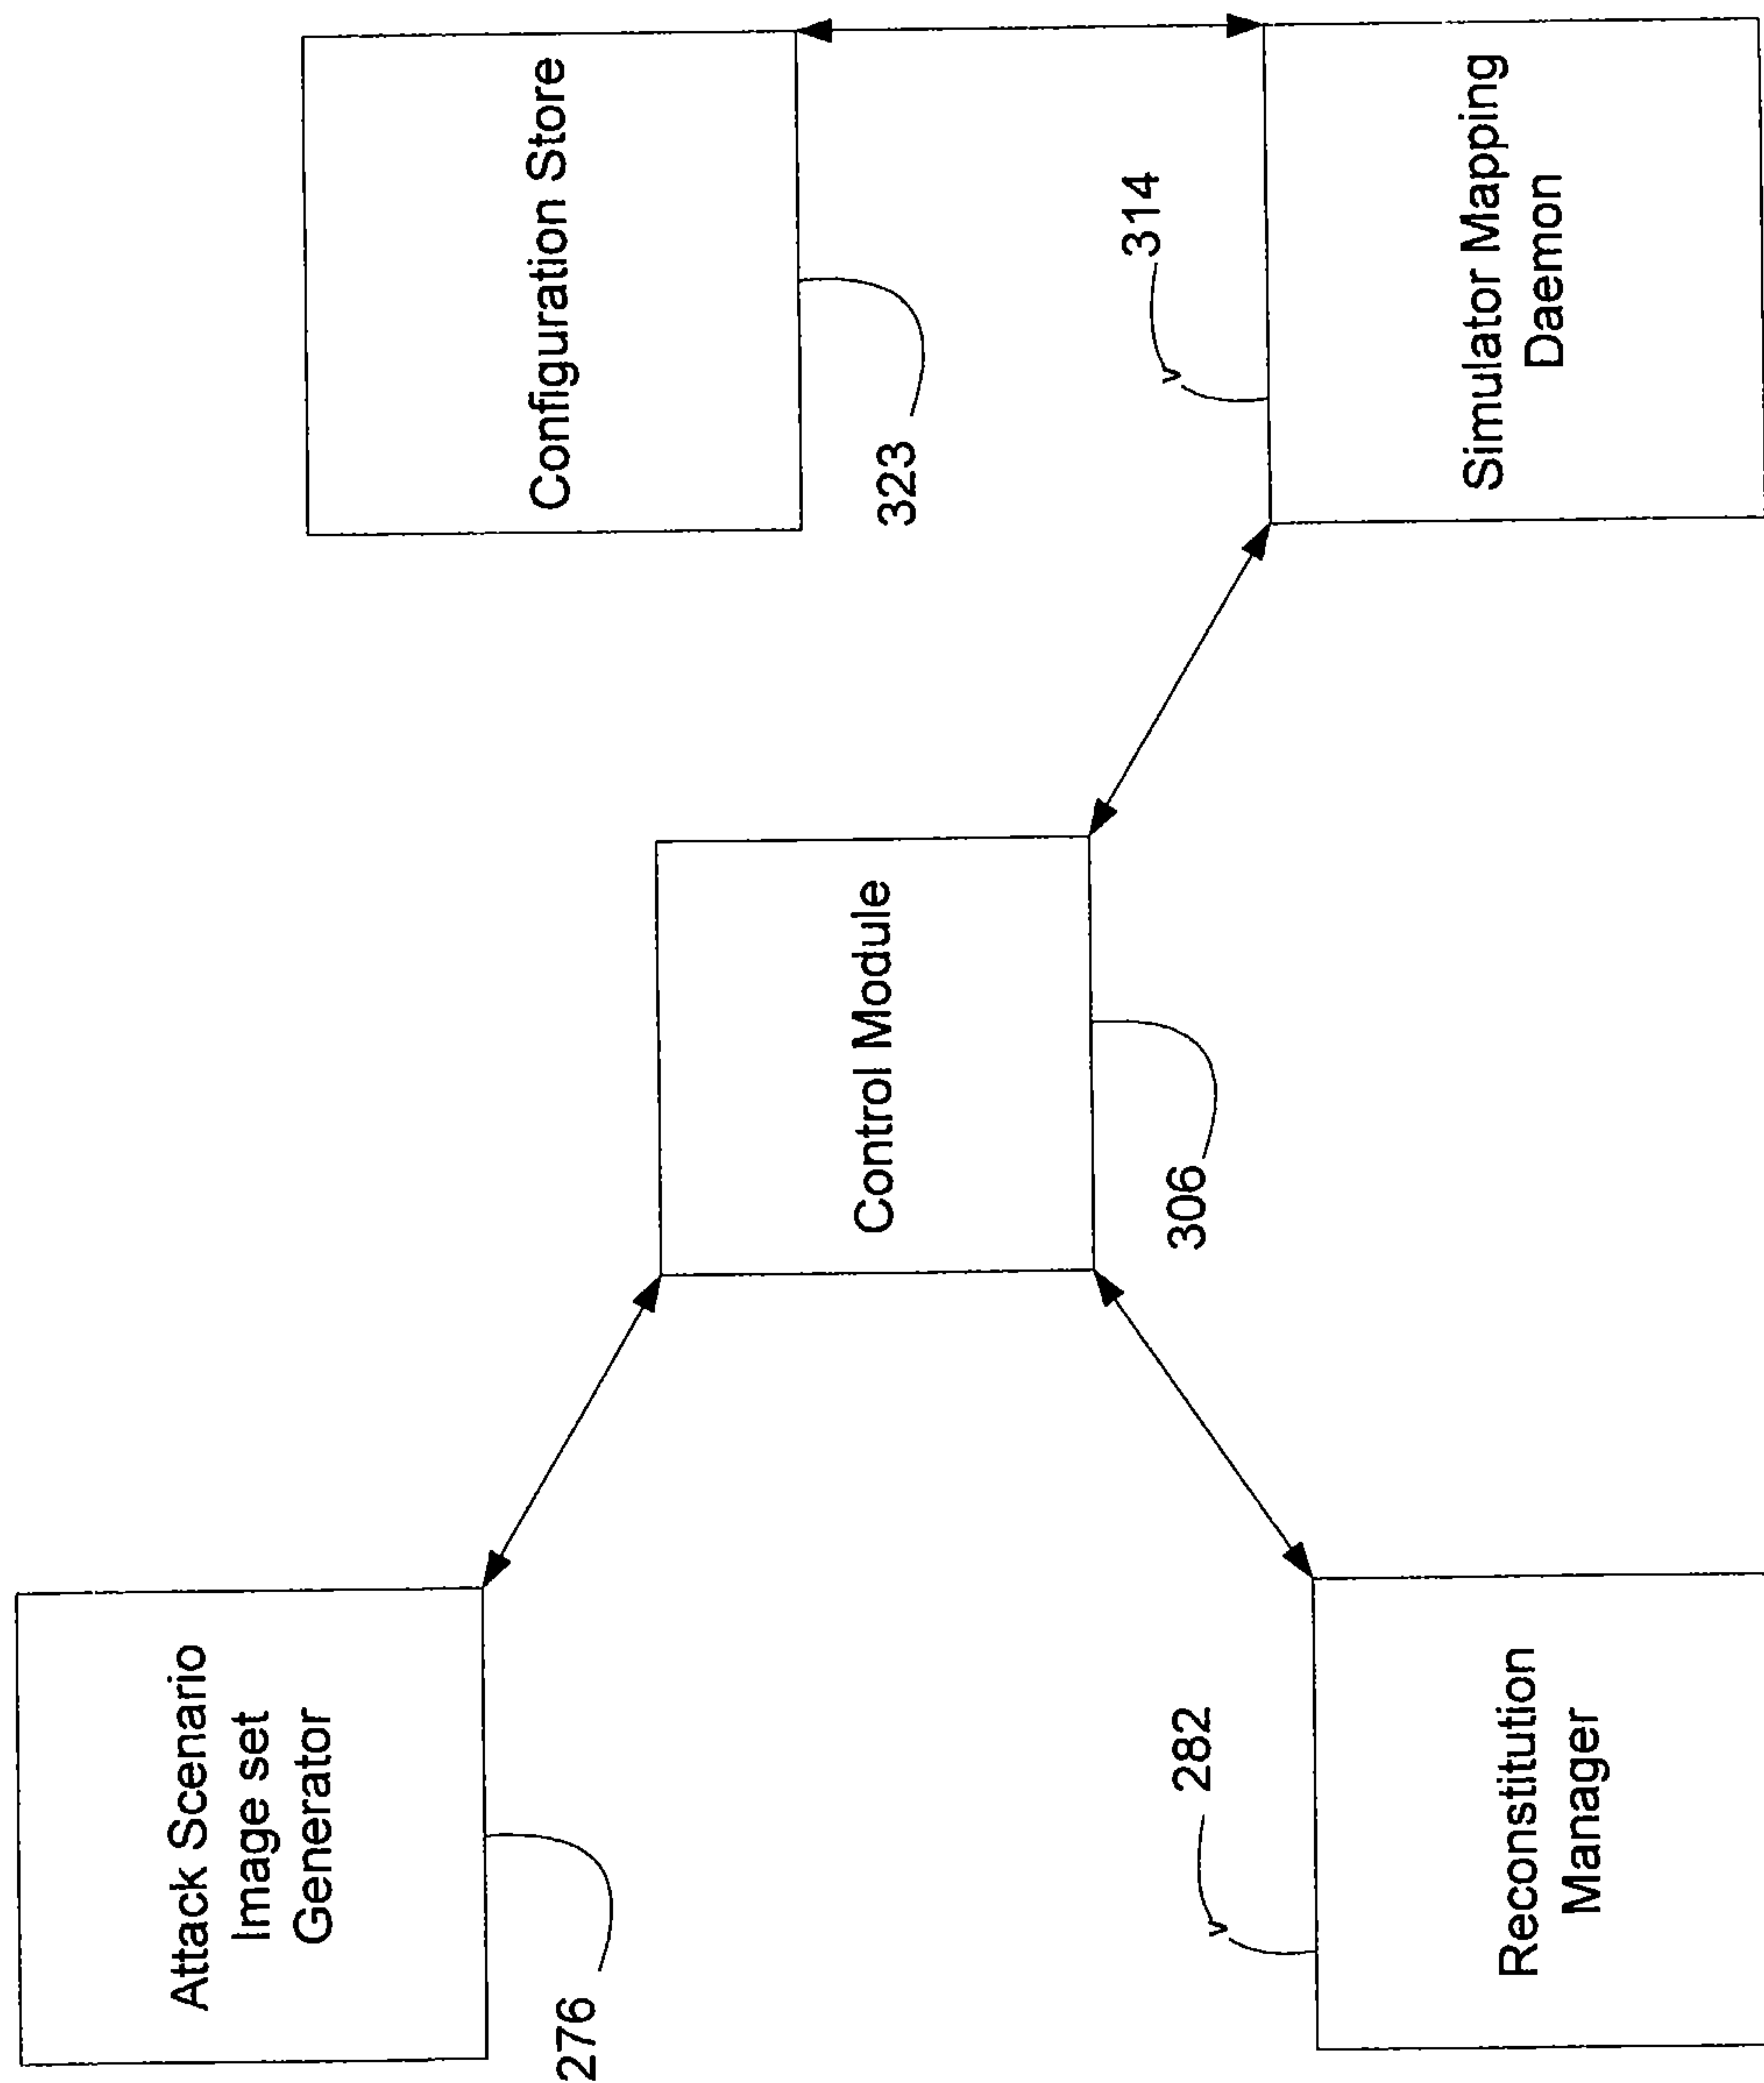 Attack Scenario
Image set
Generator
276
Control Module
306
Configuration Store
323
Reconstitution
Manager
282
Simulator Mapping
Daemon
314